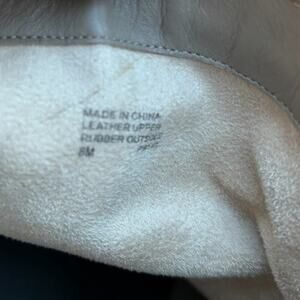 MADE IN CHINA
LEATHER UPPER
RUBBER OUTSOLE
8M